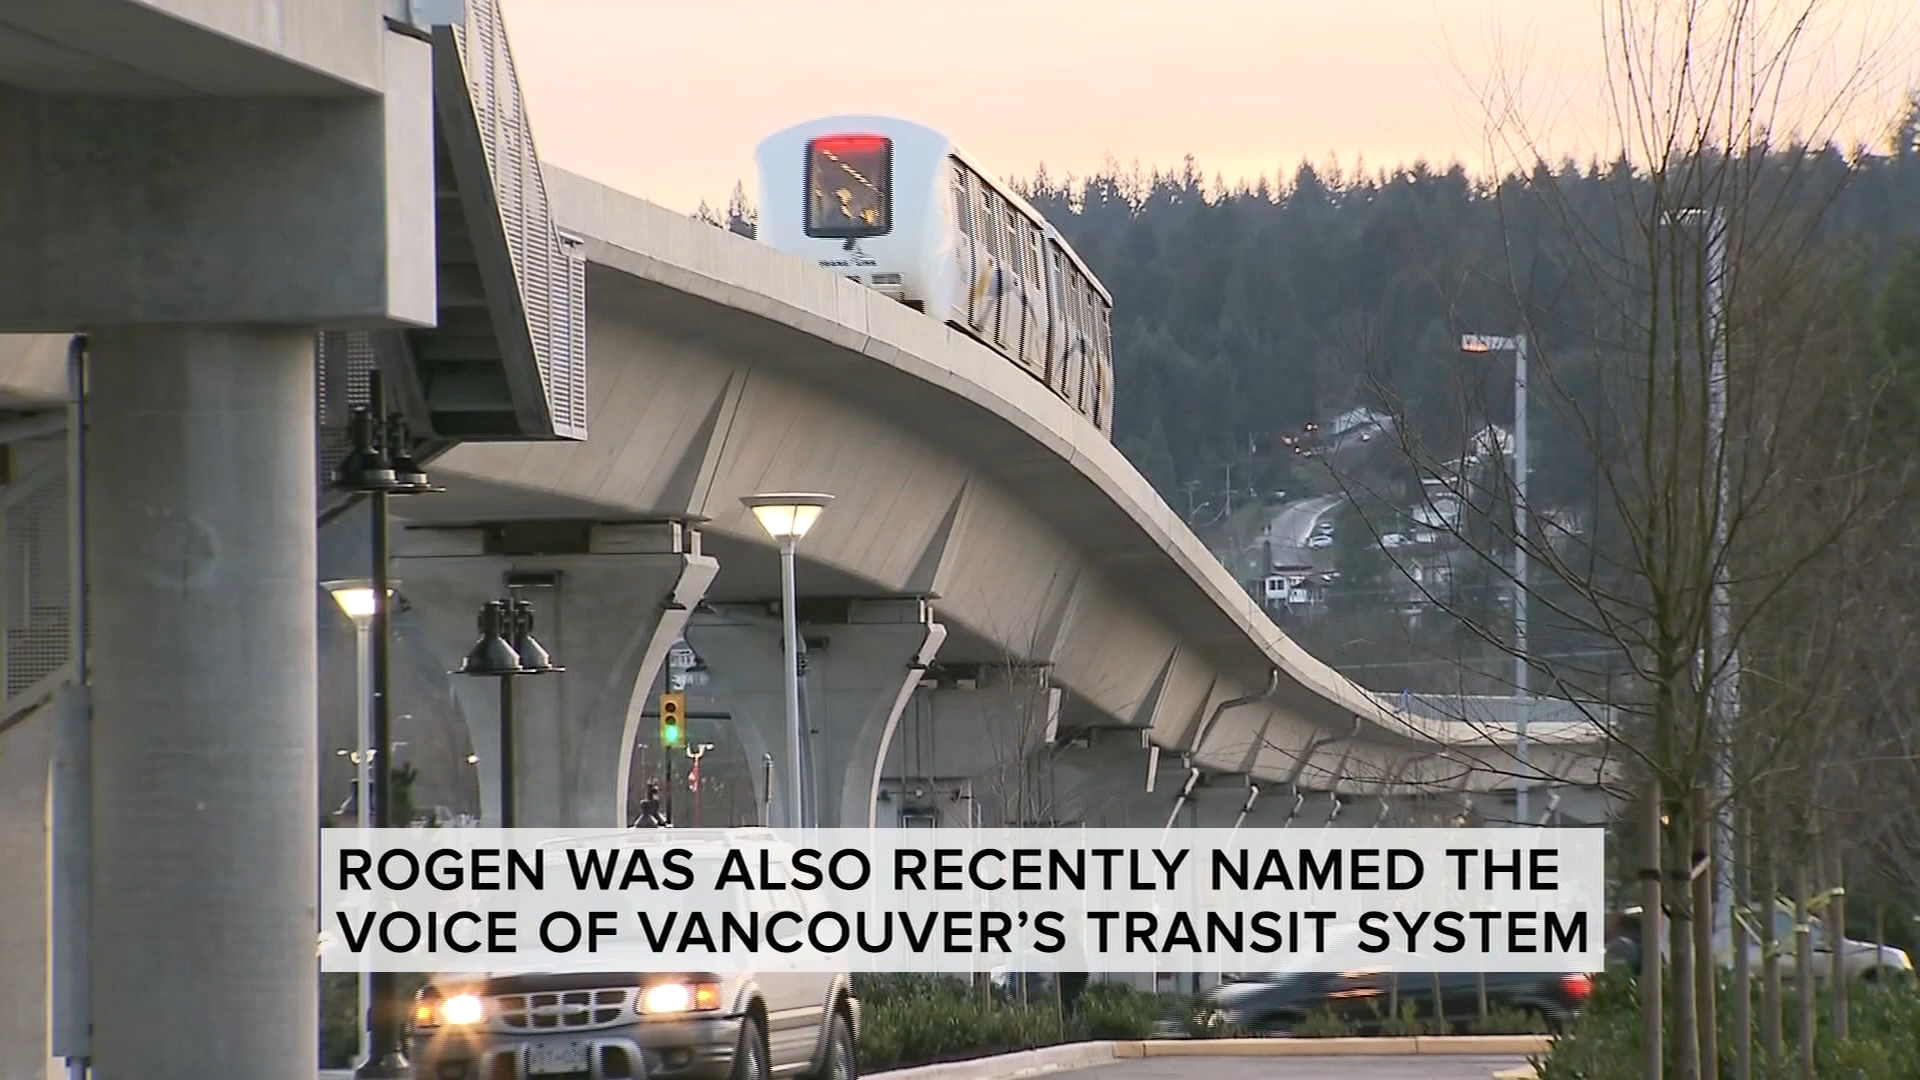 ROGEN WAS ALSO RECENTLY NAMED THE
VOICE OF VANCOUVER'S TRANSIT SYSTEM